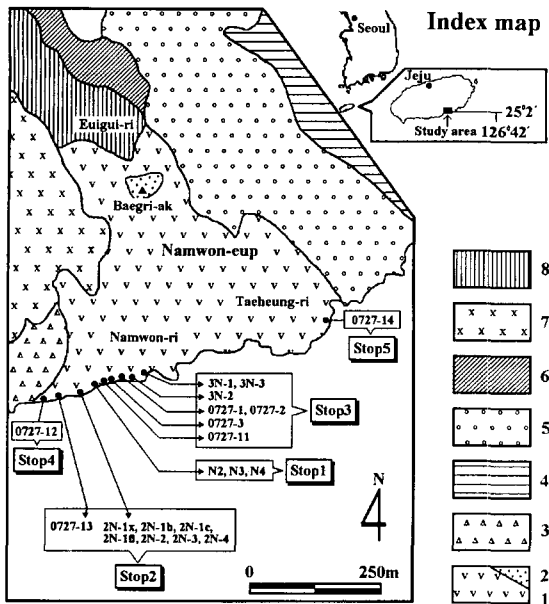 Index map
Seoul
Jeju
25°2′
Study area 126°42′
Euigui-ri
Baegri-ak
Namwon-eup
Taeheung-ri
Namwon-ri
0727-14
Stop5
3N-1, 3N-3
3N-2
0727-1, 0727-2
0727-3
0727-11
Stop3
0727-12
Stop4
N2, N3, N4
Stop1
0727-13 2N-1x, 2N-1b, 2N-1c,
2N-2, 2N-3, 2N-4
Stop2
N
0 250m
8
7
6
5
4
3
2
1